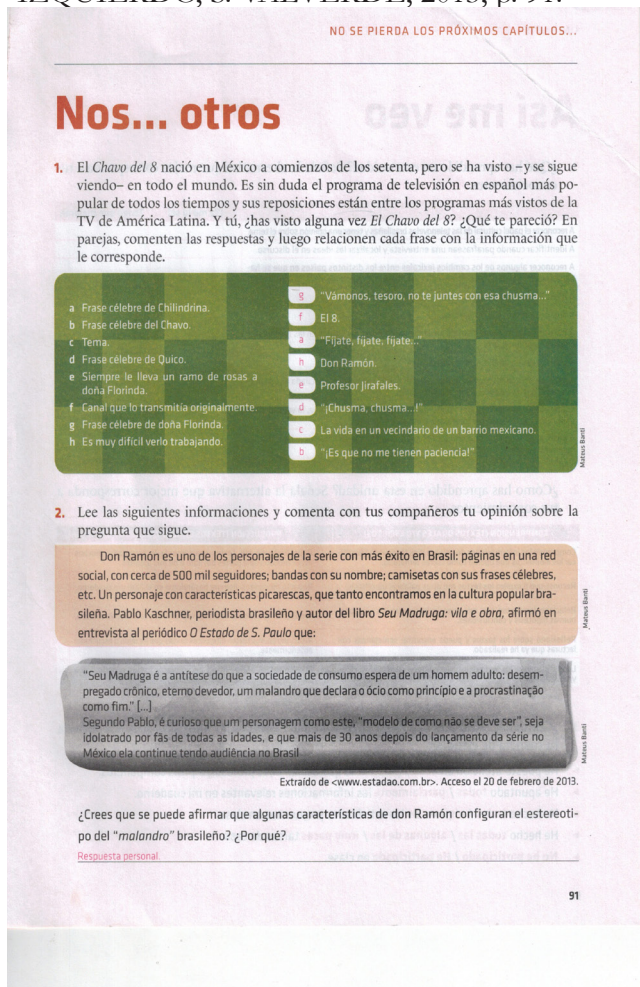 IZQUIERDO, S. VALVERDE, 2013, p. 91.
NO SE PIERDA LOS PRÓXIMOS CAPÍTULOS...
Nos... otros
1. El Chavo del 8 nació en México a comienzos de los setenta, pero se ha visto –y se sigue
viendo– en todo el mundo. Es sin duda el programa de televisión en español más po-
pular de todos los tiempos y sus reposiciones están entre los programas más vistos de la
TV de América Latina. Y tú, ¿has visto alguna vez El Chavo del 8? ¿Qué te pareció? En
parejas, comenten las respuestas y luego relacionen cada frase con la información que
le corresponde.
a Frase célebre de Chilindrina.
b Frase célebre del Chavo.
c Tema.
d Frase célebre de Quico.
e Siempre le lleva un ramo de rosas a
doña Florinda.
f Canal que lo transmitía originalmente.
g Frase célebre de doña Florinda.
h Es muy difícil verlo trabajando.
g "Vámonos, tesoro, no te juntes con esa chusma..."
f El 8.
a "Fíjate, fíjate, fíjate..."
h Don Ramón.
e Profesor Jirafales.
d "¡Chusma, chusma...!"
c La vida en un vecindario de un barrio mexicano.
b "¡Es que no me tienen paciencia!"
Mateus Banti
2. Lee las siguientes informaciones y comenta con tus compañeros tu opinión sobre la
pregunta que sigue.
Don Ramón es uno de los personajes de la serie con más éxito en Brasil: páginas en una red
social, con cerca de 500 mil seguidores; bandas con su nombre; camisetas con sus frases célebres,
etc. Un personaje con características picarescas, que tanto encontramos en la cultura popular bra-
sileña. Pablo Kaschner, periodista brasileño y autor del libro Seu Madruga: vila e obra, afirmó en
entrevista al periódico O Estado de S. Paulo que:
Mateus Banti
"Seu Madruga é a antítese do que a sociedade de consumo espera de um homem adulto: desem-
pregado crônico, eterno devedor, um malandro que declara o ócio como princípio e a procrastinação
como fim." [...]
Segundo Pablo, é curioso que um personagem como este, "modelo de como não se deve ser", seja
idolatrado por fãs de todas as idades, e que mais de 30 anos depois do lançamento da série no
México ela continue tendo audiência no Brasil
Mateus Banti
Extraído de <www.estadao.com.br>. Acceso el 20 de febrero de 2013.
¿Crees que se puede afirmar que algunas características de don Ramón configuran el estereoti-
po del "malandro" brasileño? ¿Por qué?
Respuesta personal.
91